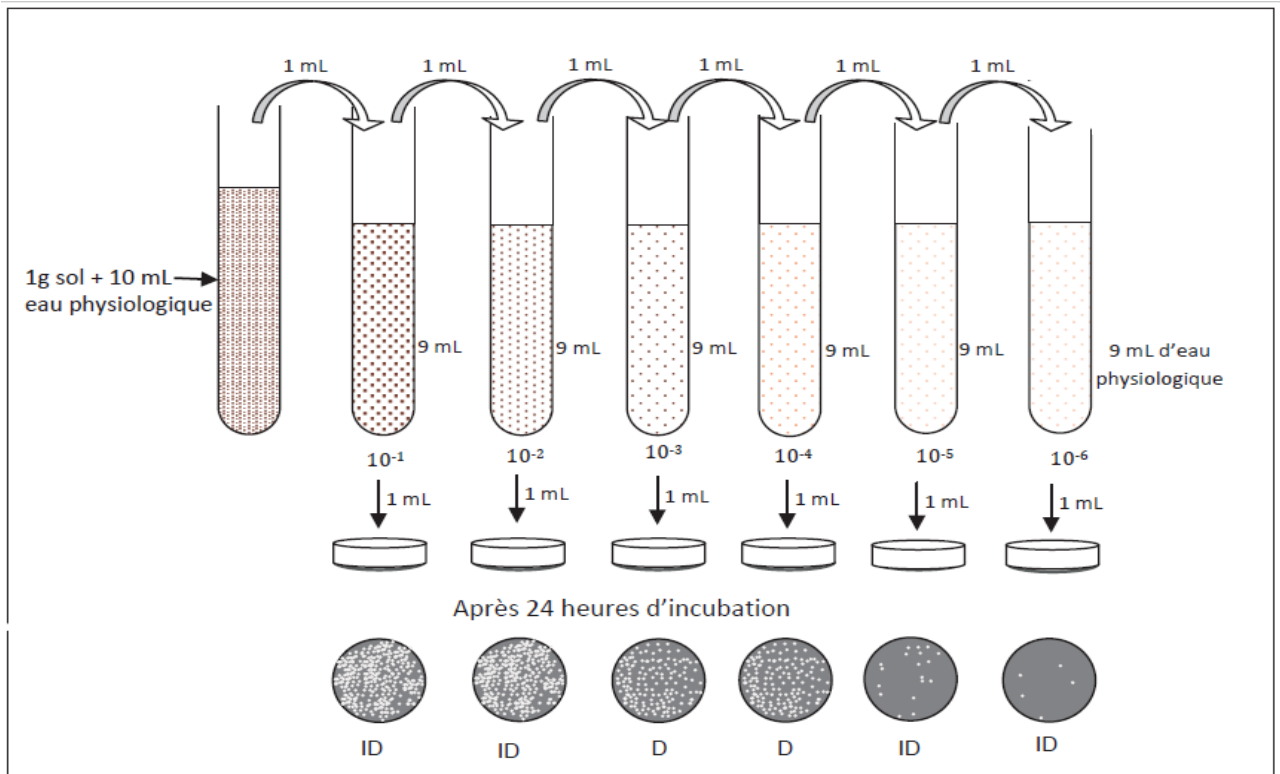 1 mL 1 mL 1 mL 1 mL 1 mL 1 mL
1g sol + 10 mL
eau physiologique
9 mL 9 mL 9 mL 9 mL 9 mL 9 mL d’eau
physiologique
10-1 10-2 10-3 10-4 10-5 10-6
1 mL 1 mL 1 mL 1 mL 1 mL 1 mL
Après 24 heures d’incubation
ID ID D D ID ID